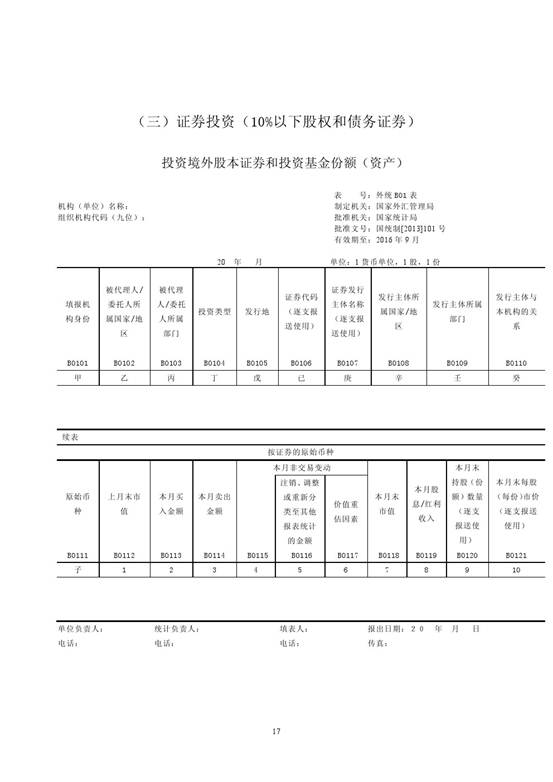 （三）证券投资（10%以下股权和债务证券）
投资境外股本证券和投资基金份额（资产）
表 号：外统 B01 表
机构（单位）名称： 制定机关：国家外汇管理局
组织机构代码（九位）： 批准机关：国家统计局
批准文号：国统制[2013]101 号
有效期至：2016 年 9 月
20 年 月 单位：1 货币单位，1 股，1 份
填报机构身份 被代理人/委托人所属国家/地区 被代理人/委托人所属部门 投资类型 发行地 证券代码（逐支报送使用） 证券发行主体名称（逐支报送使用） 发行主体所属国家/地区 发行主体所属部门 发行主体与本机构的关系
B0101 B0102 B0103 B0104 B0105 B0106 B0107 B0108 B0109 B0110
甲 乙 丙 丁 戊 己 庚 辛 壬 癸
续表
按证券的原始币种
本月非交易变动
原始币种 上月末市值 本月买入金额 本月卖出金额 注销、调整或重新分类至其他报表统计的金额 价值重估因素 本月末市值 本月股息/红利收入 本月末持股（份额）数量（逐支报送使用） 本月末每股（每份）市价（逐支报送使用）
B0111 B0112 B0113 B0114 B0115 B0116 B0117 B0118 B0119 B0120 B0121
子 1 2 3 4 5 6 7 8 9 10
单位负责人： 统计负责人： 填表人： 报出日期：２０ 年 月 日
电话： 电话： 电话： 传真：
17